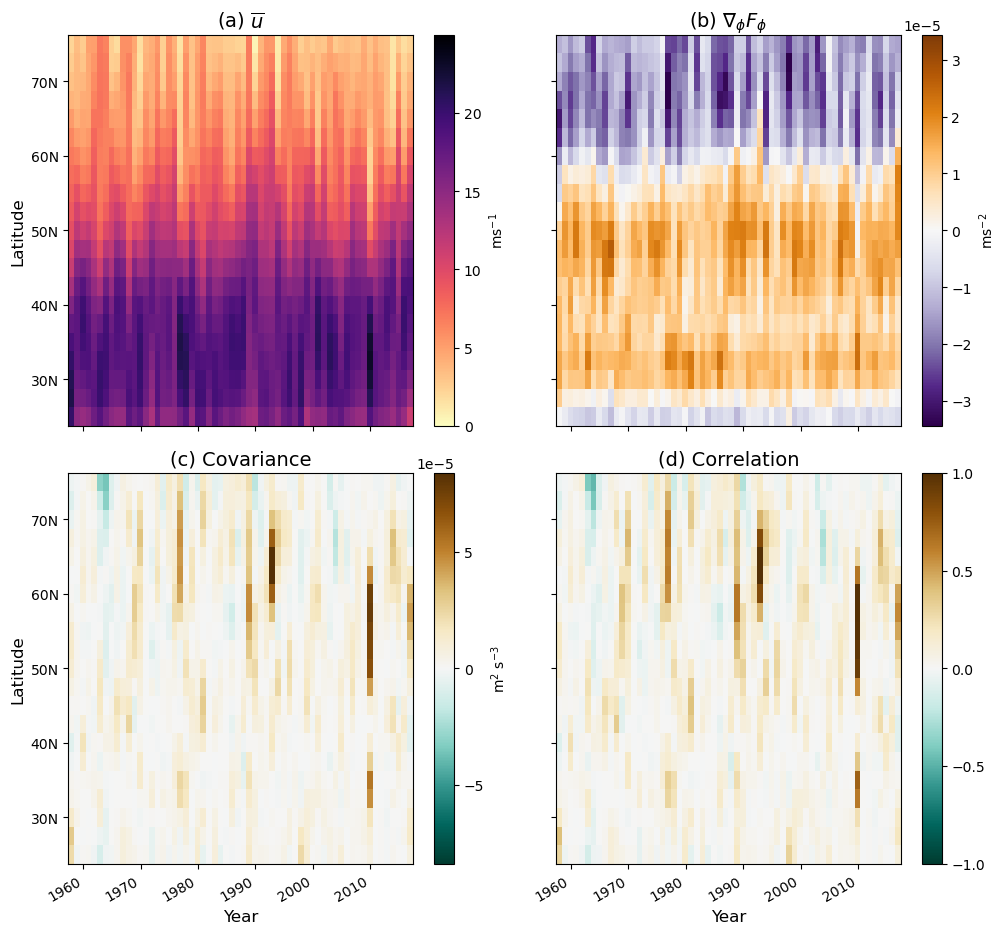 (a) u̅
(b) ∇ϕFϕ
1e−5
70N
60N
50N
40N
30N
Latitude
20
15
10
5
0
ms⁻¹
3
2
1
0
−1
−2
−3
ms⁻²
(c) Covariance
1e−5
(d) Correlation
70N
60N
50N
40N
30N
Latitude
5
0
−5
m² s⁻³
1.0
0.5
0.0
−0.5
−1.0
1960 1970 1980 1990 2000 2010
Year
1960 1970 1980 1990 2000 2010
Year